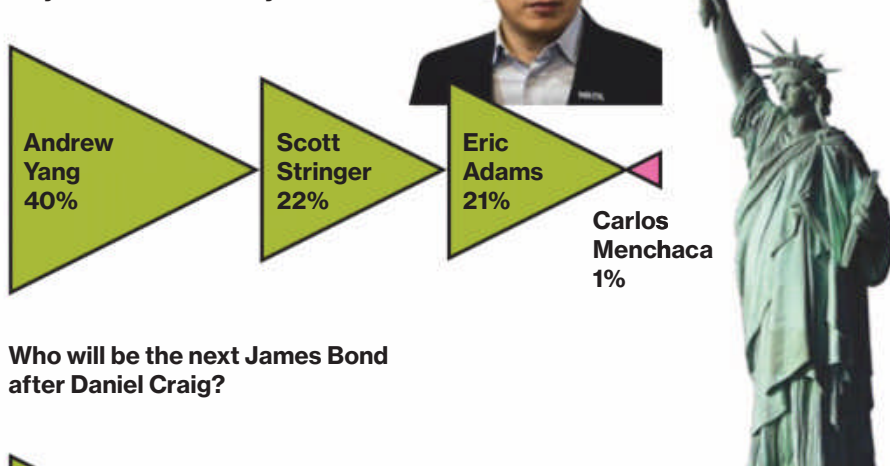 Andrew
Yang
40%
Scott
Stringer
22%
Eric
Adams
21%
Carlos
Menchaca
1%
Who will be the next James Bond
after Daniel Craig?